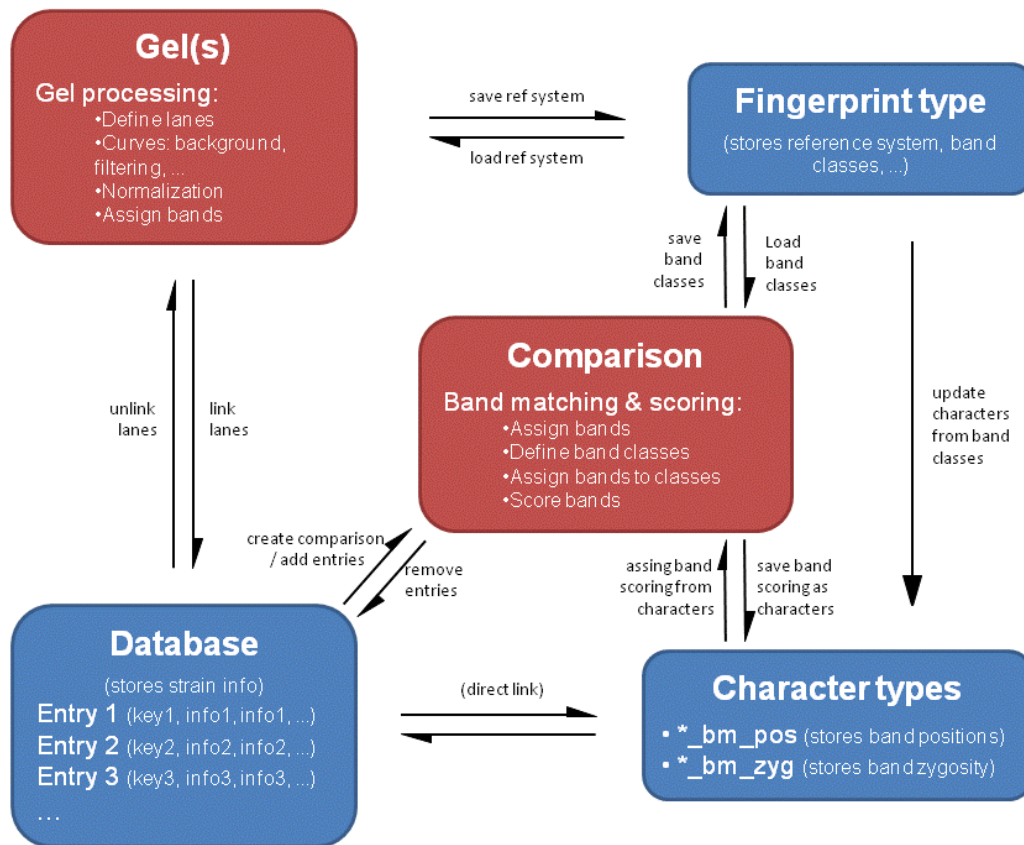 Gel(s)
Gel processing:
•Define lanes
•Curves: background,
filtering, ...
•Normalization
•Assign bands
save ref system
load ref system
Fingerprint type
(stores reference system, band
classes, ...)
save
band
classes
Load
band
classes
Comparison
Band matching & scoring:
•Assign bands
•Define band classes
•Assign bands to classes
•Score bands
unlink
lanes
link
lanes
update
characters
from band
classes
create comparison
/ add entries
remove
entries
assing band
scoring from
characters
save band
scoring as
characters
Database
(stores strain info)
Entry 1 (key1, info1, info1, ...)
Entry 2 (key2, info2, info2, ...)
Entry 3 (key3, info3, info3, ...)
...
(direct link)
Character types
• *_bm_pos (stores band positions)
• *_bm_zyg (stores band zygosity)